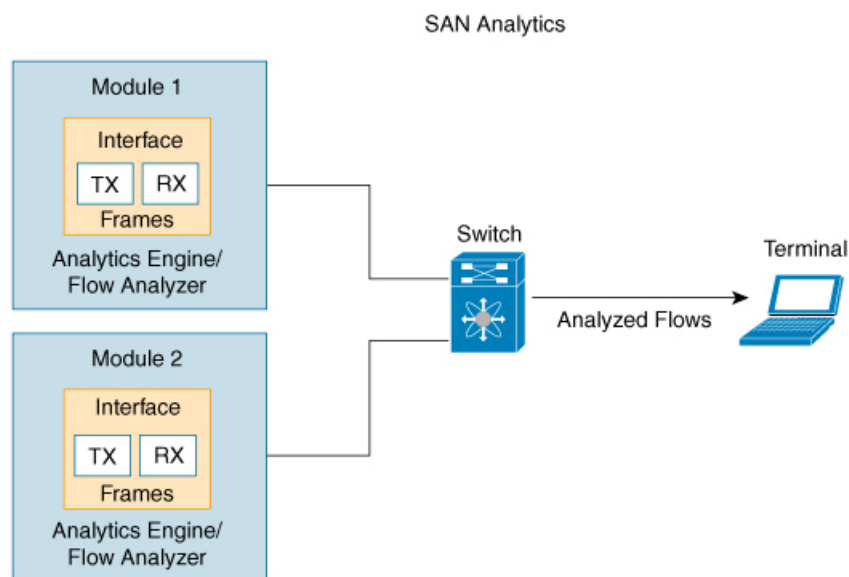 SAN Analytics
Module 1
Interface
TX RX
Frames
Analytics Engine/
Flow Analyzer
Module 2
Interface
TX RX
Frames
Analytics Engine/
Flow Analyzer
Switch
Analyzed Flows
Terminal